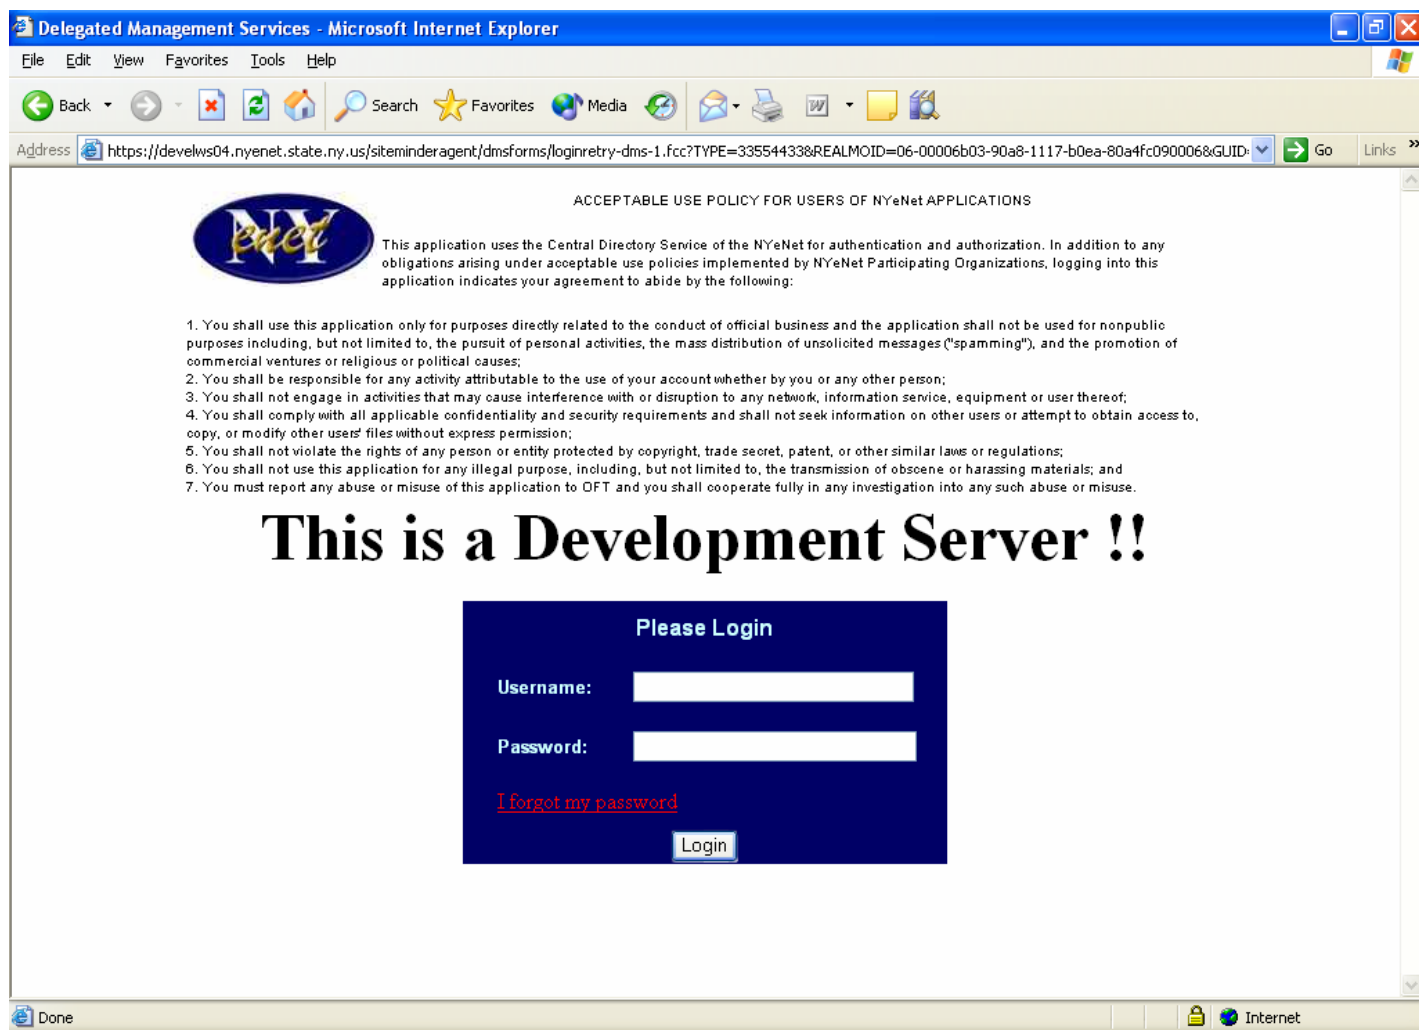 Delegated Management Services - Microsoft Internet Explorer
File Edit View Favorites Tools Help
Back Search Favorites Media
Address https://develws04.nyenet.state.ny.us/siteminderagent/dmsforms/loginretry-dms-1.fcc?TYPE=33554433&REALMOID=06-00006b03-90a8-1117-b0ea-80a4fc090006&GUID: Go Links »
NY enet
ACCEPTABLE USE POLICY FOR USERS OF NYeNet APPLICATIONS
This application uses the Central Directory Service of the NYeNet for authentication and authorization. In addition to any
obligations arising under acceptable use policies implemented by NYeNet Participating Organizations, logging into this
application indicates your agreement to abide by the following:
1. You shall use this application only for purposes directly related to the conduct of official business and the application shall not be used for nonpublic
purposes including, but not limited to, the pursuit of personal activities, the mass distribution of unsolicited messages ("spamming"), and the promotion of
commercial ventures or religious or political causes;
2. You shall be responsible for any activity attributable to the use of your account whether by you or any other person;
3. You shall not engage in activities that may cause interference with or disruption to any network, information service, equipment or user thereof;
4. You shall comply with all applicable confidentiality and security requirements and shall not seek information on other users or attempt to obtain access to,
copy, or modify other users' files without express permission;
5. You shall not violate the rights of any person or entity protected by copyright, trade secret, patent, or other similar laws or regulations;
6. You shall not use this application for any illegal purpose, including, but not limited to, the transmission of obscene or harassing materials; and
7. You must report any abuse or misuse of this application to OFT and you shall cooperate fully in any investigation into any such abuse or misuse.
This is a Development Server !!
Please Login
Username:
Password:
I forgot my password
Login
Done Internet